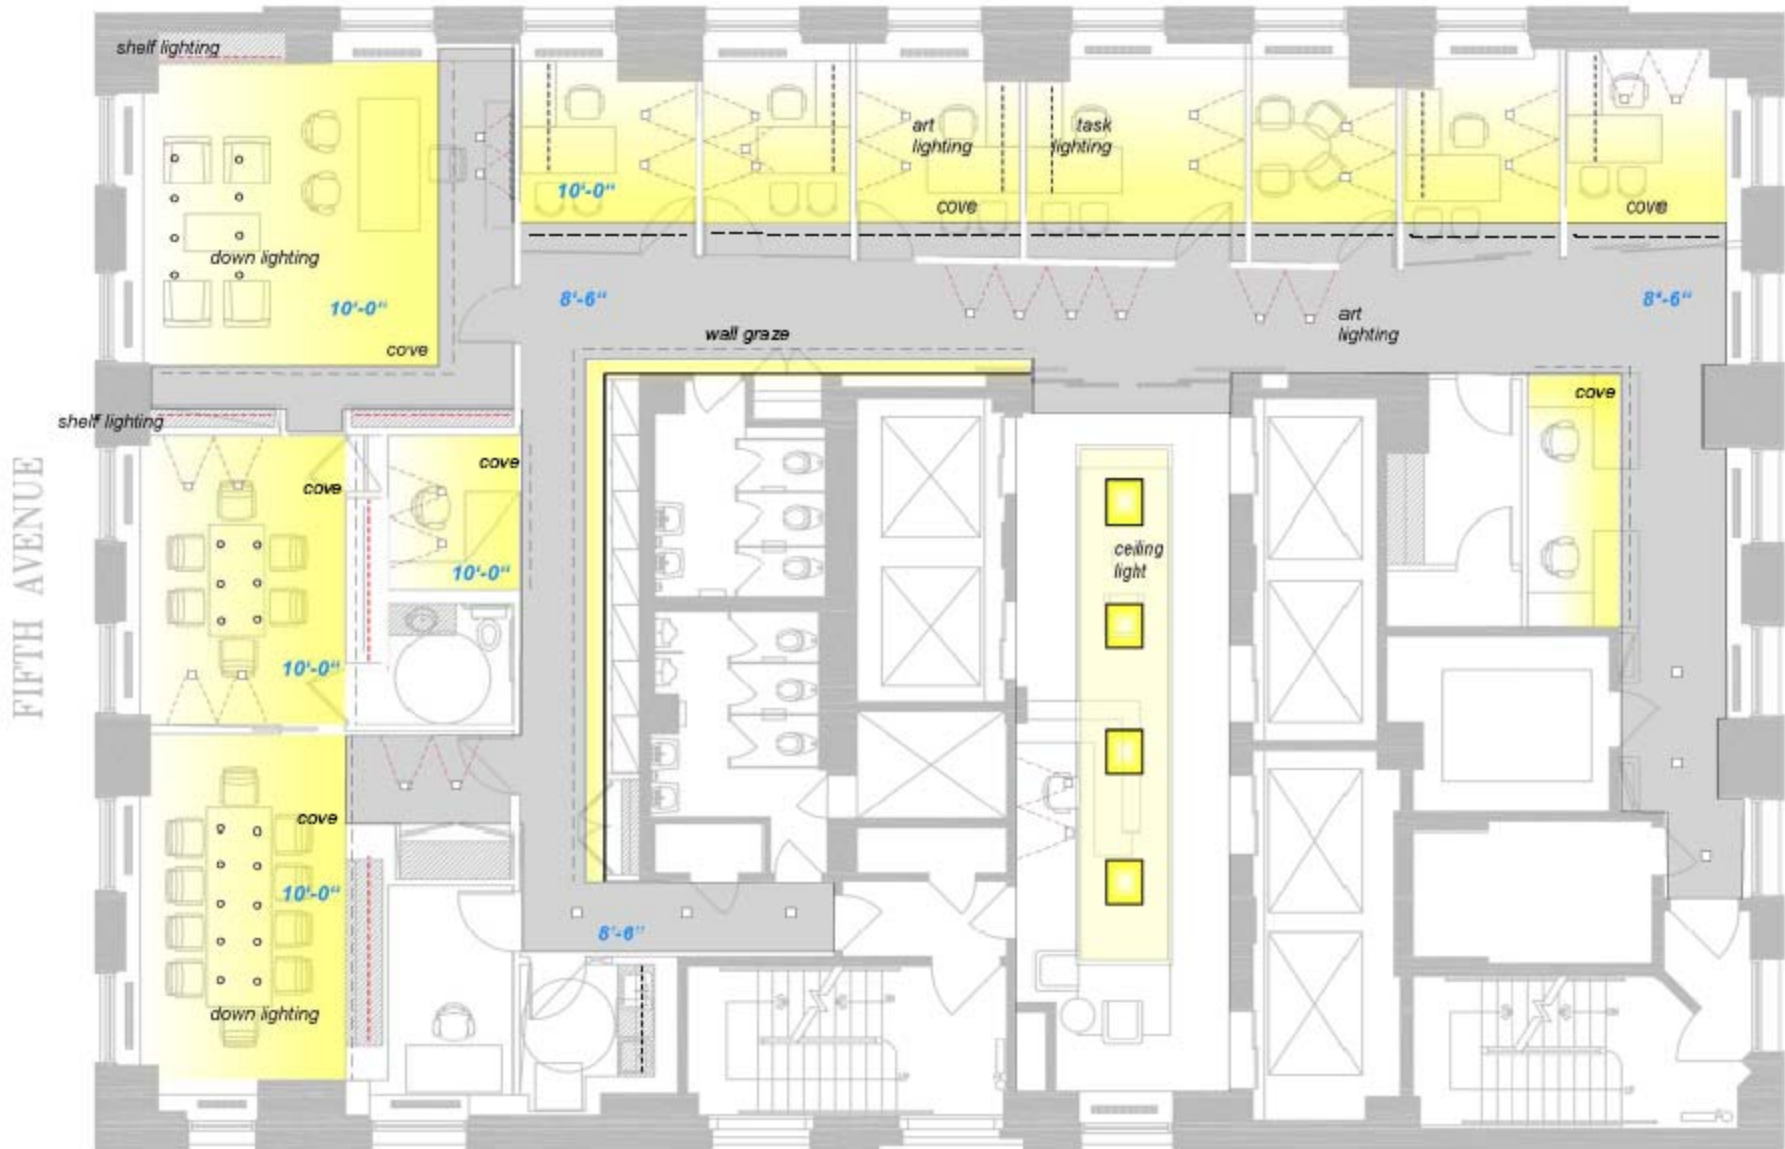 shelf lighting
art
lighting
task
lighting
10'-0"
cove
cove
down lighting
10'-0"
8'-6"
8'-6"
art
lighting
wall graze
cove
cove
shelf lighting
cove
cove
FIFTH AVENUE
ceiling
light
10'-0"
10'-0"
cove
10'-0"
8'-6"
down lighting